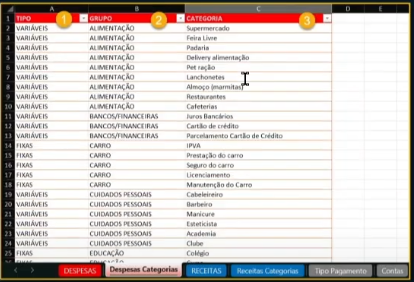 A B C D E
1 TIPO 1 GRUPO 2 CATEGORIA 3
2 VARIÁVEIS ALIMENTAÇÃO Supermercado
3 VARIÁVEIS ALIMENTAÇÃO Feira Livre
4 VARIÁVEIS ALIMENTAÇÃO Padaria
5 VARIÁVEIS ALIMENTAÇÃO Delivery alimentação
6 VARIÁVEIS ALIMENTAÇÃO Pet ração
7 VARIÁVEIS ALIMENTAÇÃO Lanchonetes
8 VARIÁVEIS ALIMENTAÇÃO Almoço (marmitas)
9 VARIÁVEIS ALIMENTAÇÃO Restaurantes
10 VARIÁVEIS ALIMENTAÇÃO Cafeterias
11 VARIÁVEIS BANCOS/FINANCEIRAS Juros Bancários
12 VARIÁVEIS BANCOS/FINANCEIRAS Cartão de crédito
13 VARIÁVEIS BANCOS/FINANCEIRAS Parcelamento Cartão de Crédito
14 FIXAS CARRO IPVA
15 FIXAS CARRO Prestação do carro
16 FIXAS CARRO Seguro do carro
17 FIXAS CARRO Licenciamento
18 FIXAS CARRO Manutenção do Carro
19 VARIÁVEIS CUIDADOS PESSOAIS Cabeleireiro
20 VARIÁVEIS CUIDADOS PESSOAIS Barbeiro
21 VARIÁVEIS CUIDADOS PESSOAIS Manicure
22 VARIÁVEIS CUIDADOS PESSOAIS Esteticista
23 VARIÁVEIS CUIDADOS PESSOAIS Academia
24 VARIÁVEIS CUIDADOS PESSOAIS Clube
25 FIXAS EDUCAÇÃO Colégio
DESPESAS Despesas Categorias RECEITAS Receitas Categorias Tipo Pagamento Contas